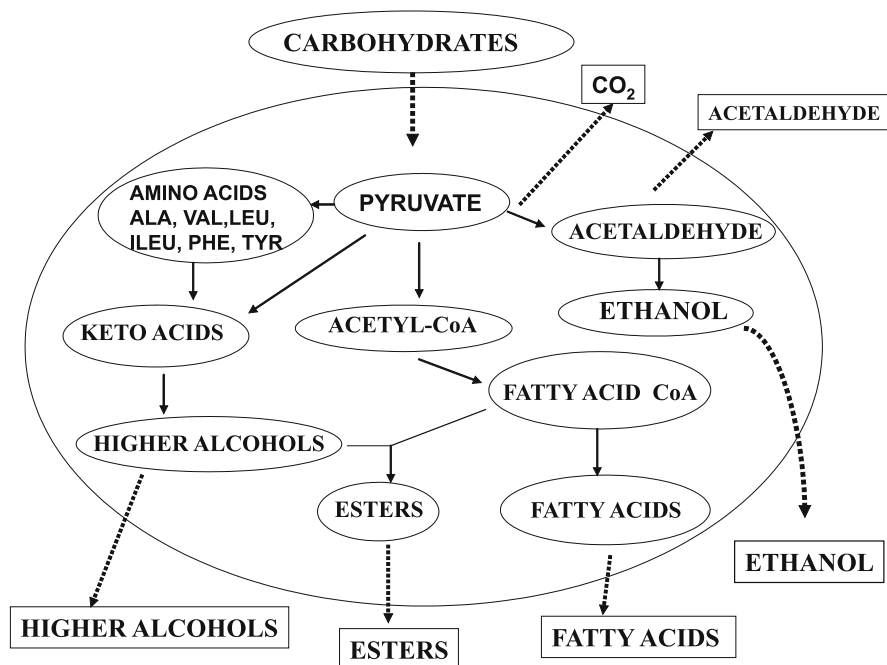 CARBOHYDRATES
CO₂
ACETALDEHYDE
AMINO ACIDS
ALA, VAL,LEU,
ILEU, PHE, TYR
PYRUVATE
ACETALDEHYDE
ETHANOL
KETO ACIDS
ACETYL-CoA
FATTY ACID CoA
HIGHER ALCOHOLS
ESTERS
FATTY ACIDS
ETHANOL
HIGHER ALCOHOLS
ESTERS
FATTY ACIDS